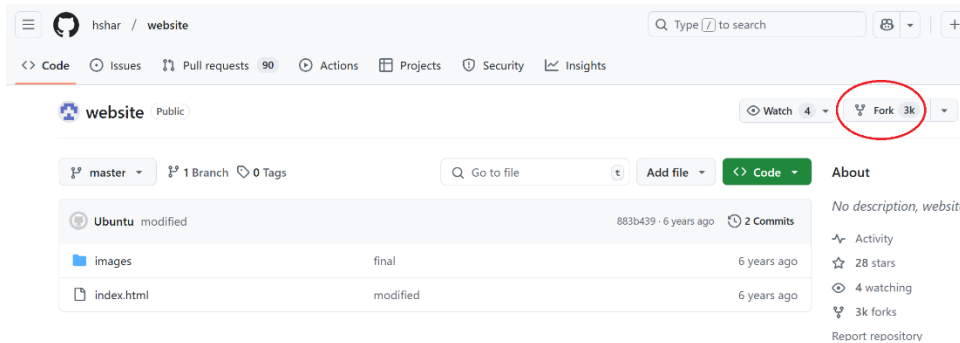 hshar / website
Type / to search
Code Issues Pull requests 90 Actions Projects Security Insights
website Public
Watch 4
Fork 3k
master 1 Branch 0 Tags
Go to file t
Add file
Code
About
Ubuntu modified 883b439 · 6 years ago 2 Commits
No description, website
images final 6 years ago
index.html modified 6 years ago
Activity
28 stars
4 watching
3k forks
Report repository